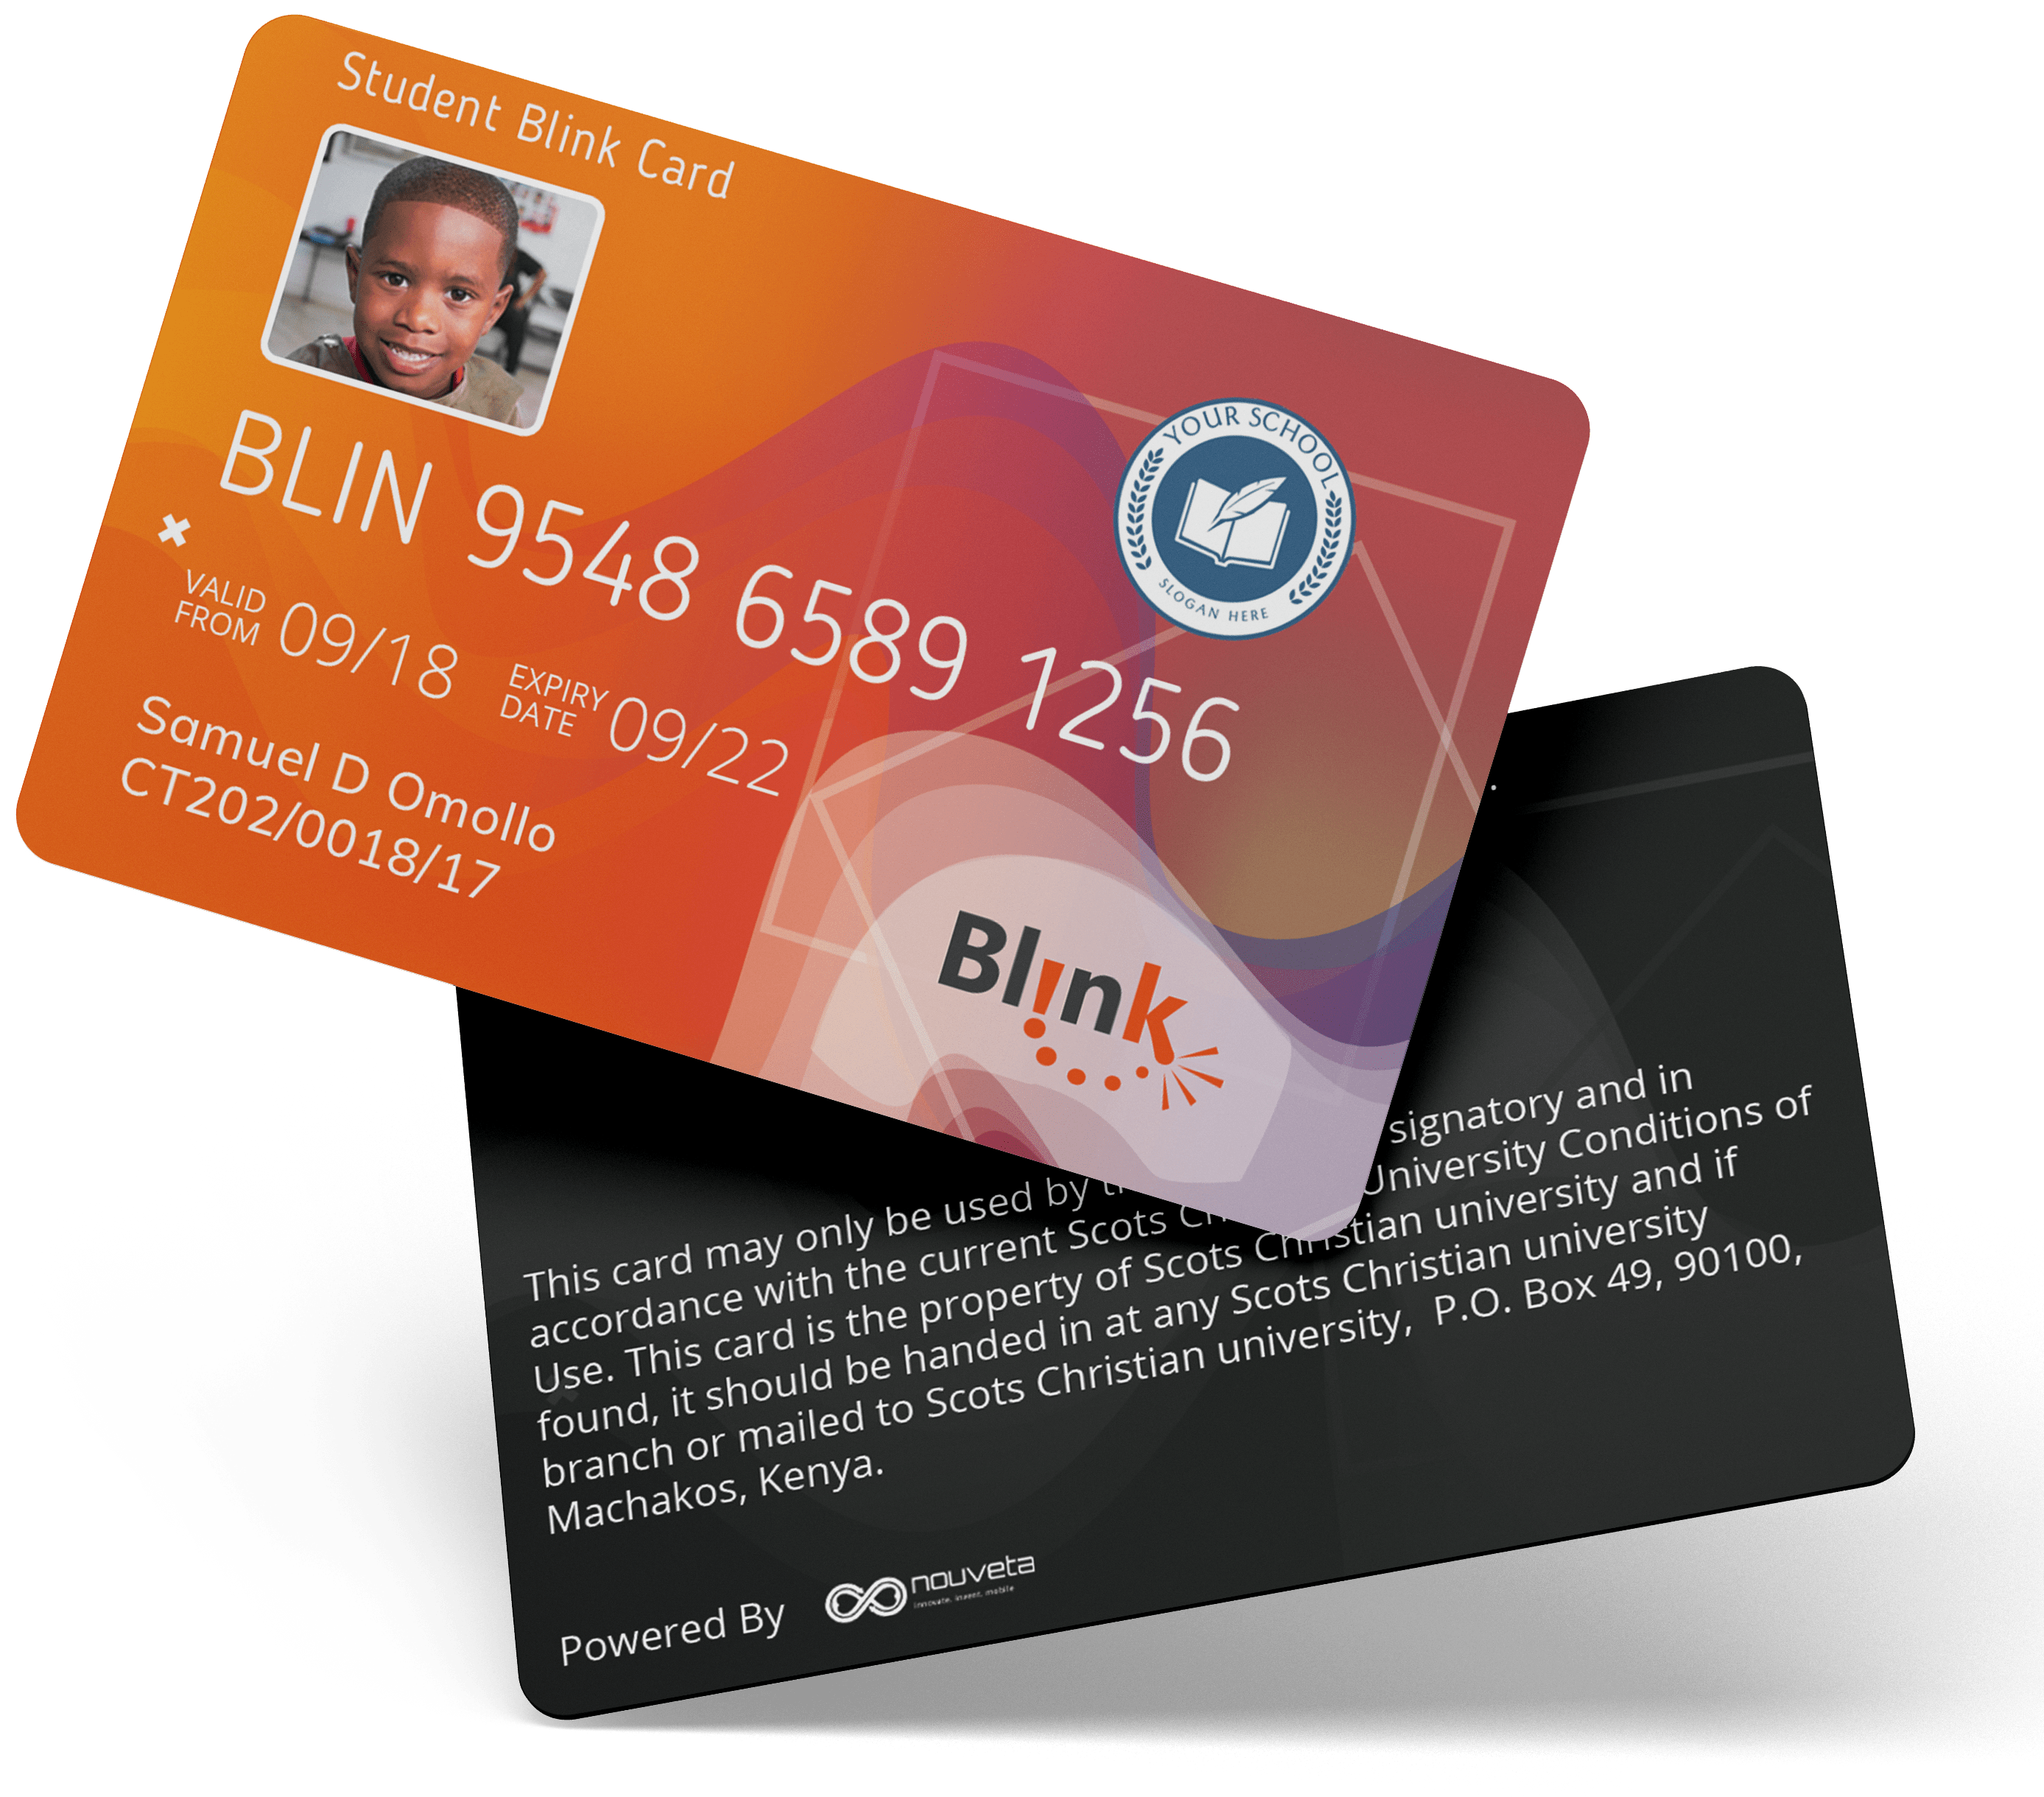 Student Blink Card
YOUR SCHOOL
SLOGAN HERE
BLIN 9548 6589 1256
VALID
FROM 09/18
EXPIRY
DATE 09/22
Samuel D Omollo
CT202/0018/17
Blink
This card may only be used by signatory and in
accordance with the current Scots University Conditions of
Use. This card is the property of Scots Christian university and if
found, it should be handed in at any Scots Christian university
branch or mailed to Scots Christian university, P.O. Box 49, 90100,
Machakos, Kenya.
Powered By nouveta
innovate. invent. mobile